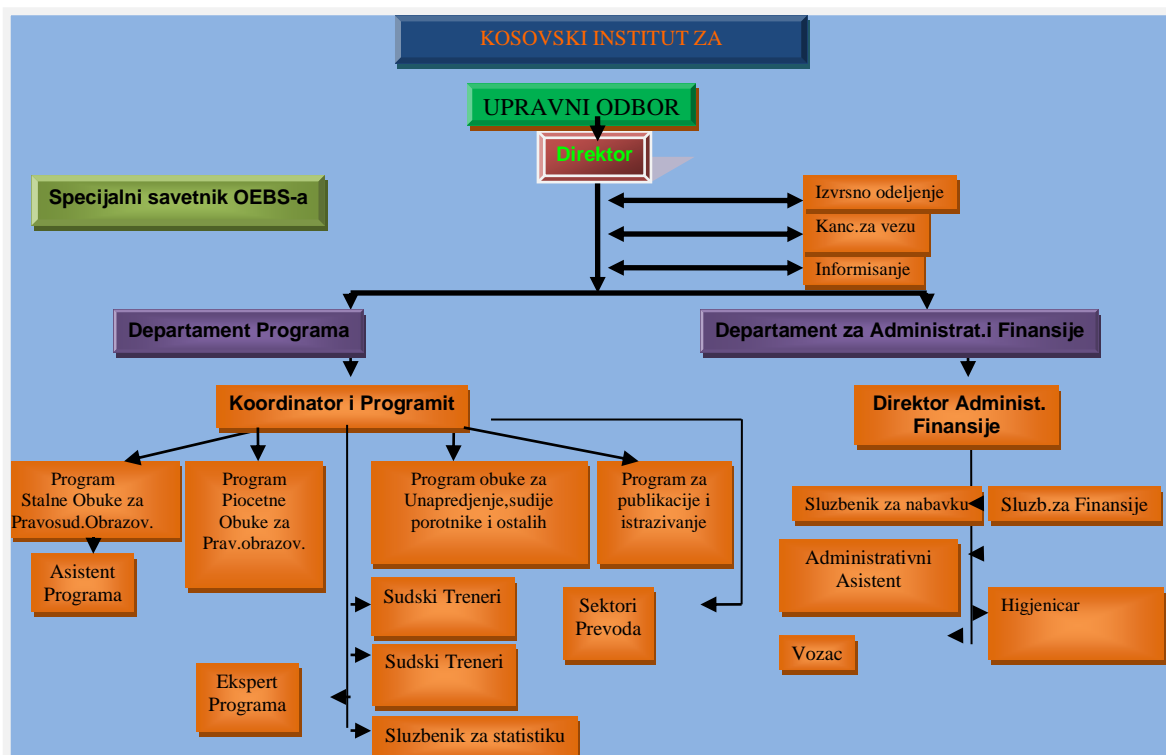 KOSOVSKI INSTITUT ZA
UPRAVNI ODBOR
Direktor
Specijalni savetnik OEBS-a
Izvrsno odeljenje
Kanc.za vezu
Informisanje
Departament Programa
Departament za Administrat.i Finansije
Koordinator i Programit
Direktor Administ.
Finansije
Program
Stalne Obuke za
Pravosud.Obrazov.
Program
Piocetne
Obuke za
Prav.obrazov.
Program obuke za
Unapredjenje,sudije
porotnike i ostalih
Program za
publikacije i
istrazivanje
Sluzbenik za nabavku
Sluzb.za Finansije
Asistent
Programa
Administrativni
Asistent
Sudski Treneri
Sektori
Prevoda
Higjenicar
Vozac
Sudski Treneri
Ekspert
Programa
Sluzbenik za statistiku